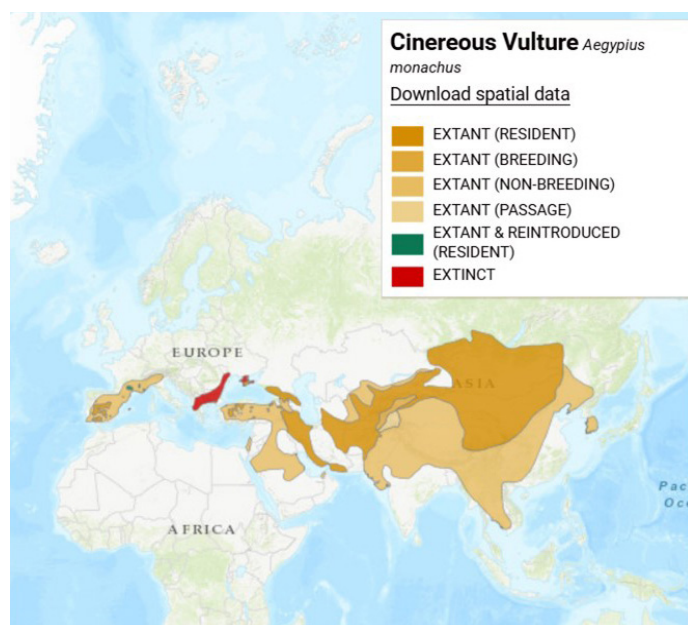 Cinereous Vulture Aegypius
monachus
Download spatial data
EXTANT (RESIDENT)
EXTANT (BREEDING)
EXTANT (NON-BREEDING)
EXTANT (PASSAGE)
EXTANT & REINTRODUCED
(RESIDENT)
EXTINCT
EUROPE
ASIA
Pac
Oce
AFRICA